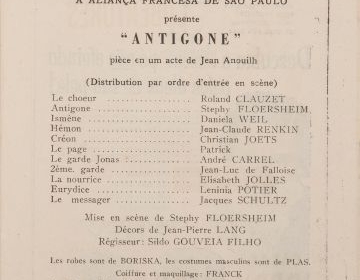 A ALIANÇA FRANCESA DE SÃO PAULO
présente
"ANTIGONE"
pièce en um acte de Jean Anouilh
(Distribution par ordre d'entrée en scène)
Le choeur .................. Roland CLAUZET
Antigone .................. Stephy FLOERSHEIM
Ismène .................. Daniela WEIL
Hémon .................. Jean-Claude RENKIN
Créon .................. Christian JOETS
Le page .................. Patrick
Le garde Jonas : .................. André CARREL
2ème. garde .................. Jean-Luc de Falloise
La nourrice .................. Elisabeth JOLLES
Eurydice .................. Leninia POTIER
Le messager .................. Jacques SCHULTZ
Mise en scène de Stephy FLOERSHEIM
Décors de Jean-Pierre LANG
Régisseur: Sildo GOUVEIA FILHO
Les robes sont de BORISKA, les costumes masculins sont de PLAS.
Coiffure et maquillage: FRANCK